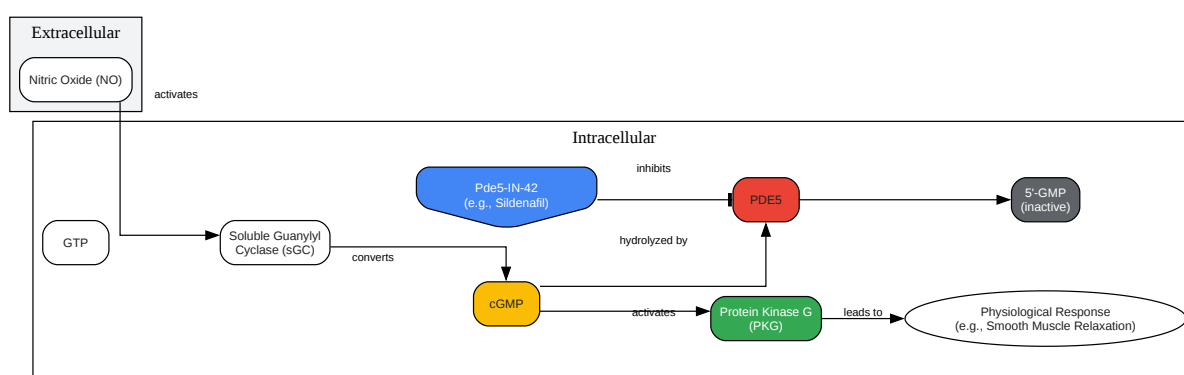 Extracellular
Nitric Oxide (NO)
activates
Intracellular
inhibits
Pde5-IN-42
(e.g., Sildenafil)
PDE5
5'-GMP
(inactive)
GTP
Soluble Guanylyl
Cyclase (sGC)
hydrolyzed by
converts
cGMP
activates
Protein Kinase G
(PKG)
leads to
Physiological Response
(e.g., Smooth Muscle Relaxation)